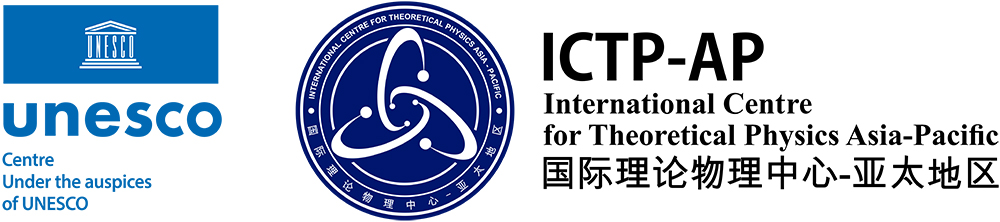 UNESCO
unesco
Centre
Under the auspices
of UNESCO
INTERNATIONAL CENTRE FOR THEORETICAL PHYSICS ASIA-PACIFIC
国际理论物理中心-亚太地区
ICTP-AP
International Centre
for Theoretical Physics Asia-Pacific
国际理论物理中心-亚太地区